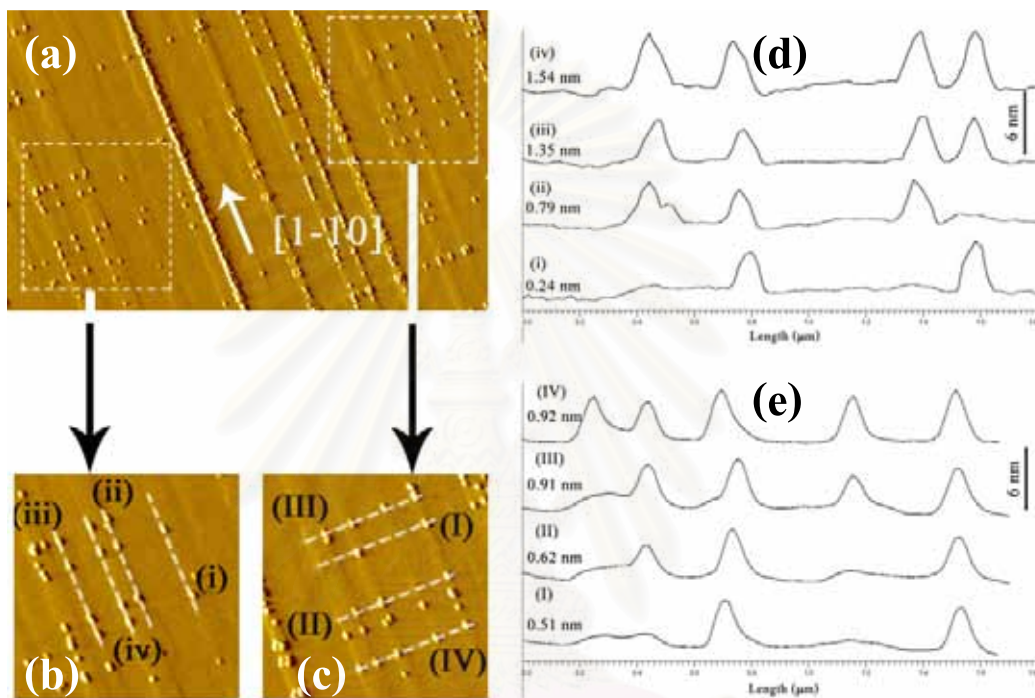 (a)
[1-10]
(b)
(ii)
(iii)
(i)
(iv)
(c)
(III)
(I)
(II)
(IV)
(d)
(iv)
1.54 nm
(iii)
1.35 nm
(ii)
0.79 nm
(i)
0.24 nm
6 nm
Length (µm)
(e)
(IV)
0.92 nm
(III)
0.91 nm
(II)
0.62 nm
(I)
0.51 nm
6 nm
Length (µm)